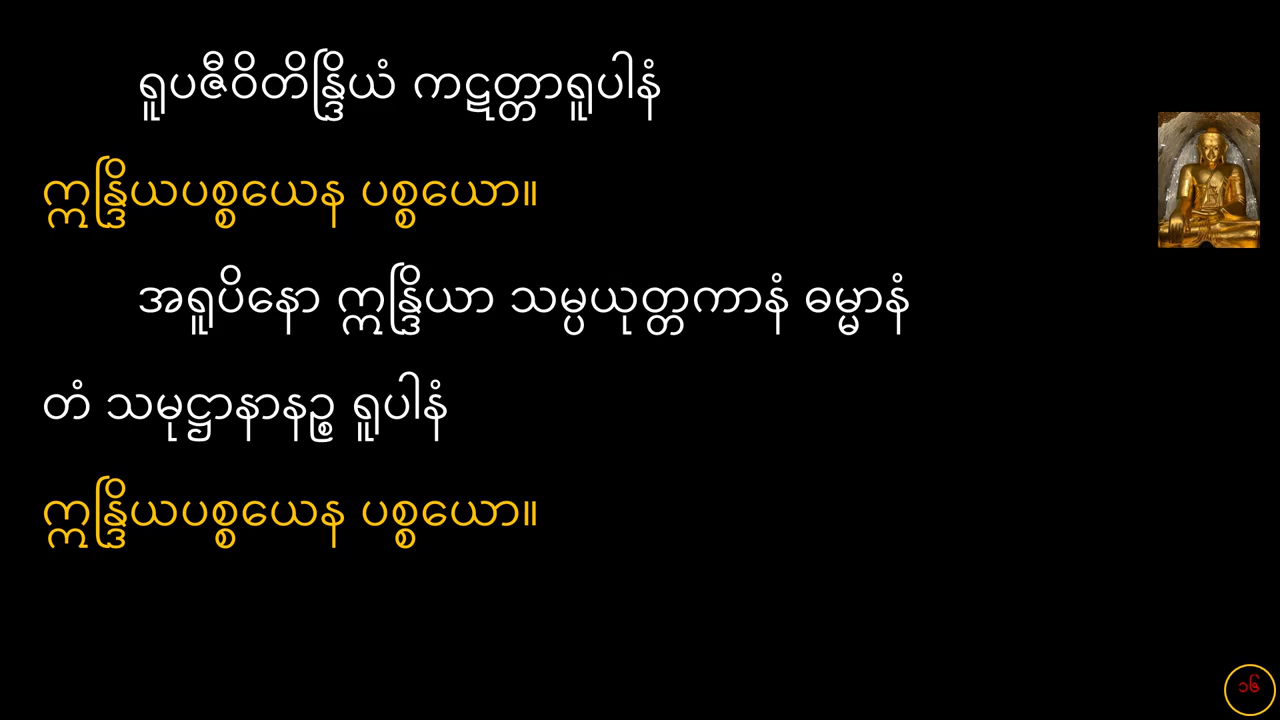 ရူပဇီဝိတိန္ဒြိယံ ကဋတ္တာရူပါနံ
ဣန္ဒြိယပစ္စယေန ပစ္စယော။
အရူပိနော ဣန္ဒြိယာ သမ္ပယုတ္တကာနံ ဓမ္မာနံ
တံ သမုဋ္ဌာနာနဉ္စ ရူပါနံ
ဣန္ဒြိယပစ္စယေန ပစ္စယော။
၁၆